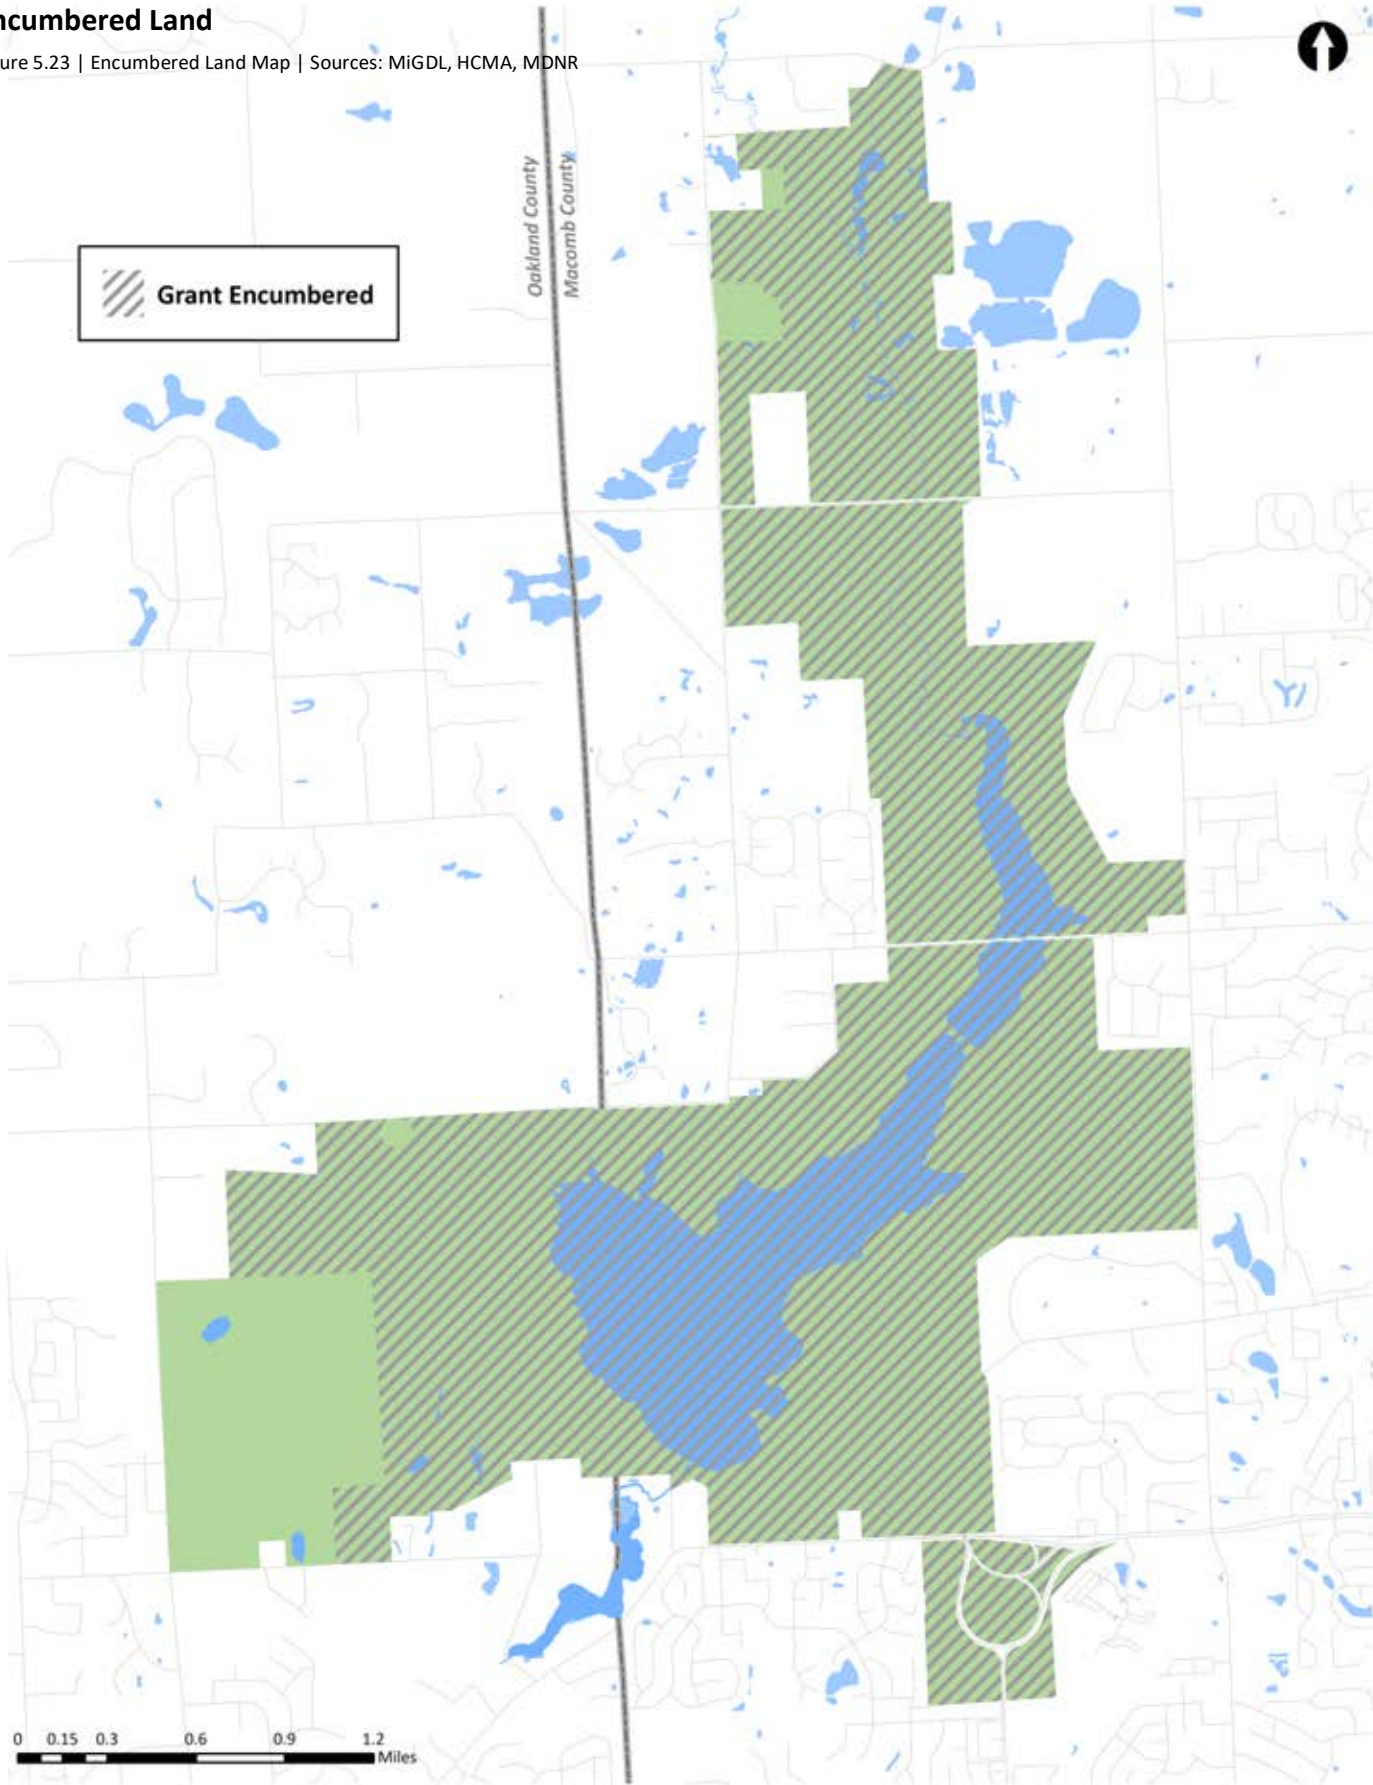 ncumbered Land
ure 5.23 | Encumbered Land Map | Sources: MiGDL, HCMA, MDNR
Oakland County
Macomb County
Grant Encumbered
0 0.15 0.3 0.6 0.9 1.2
Miles